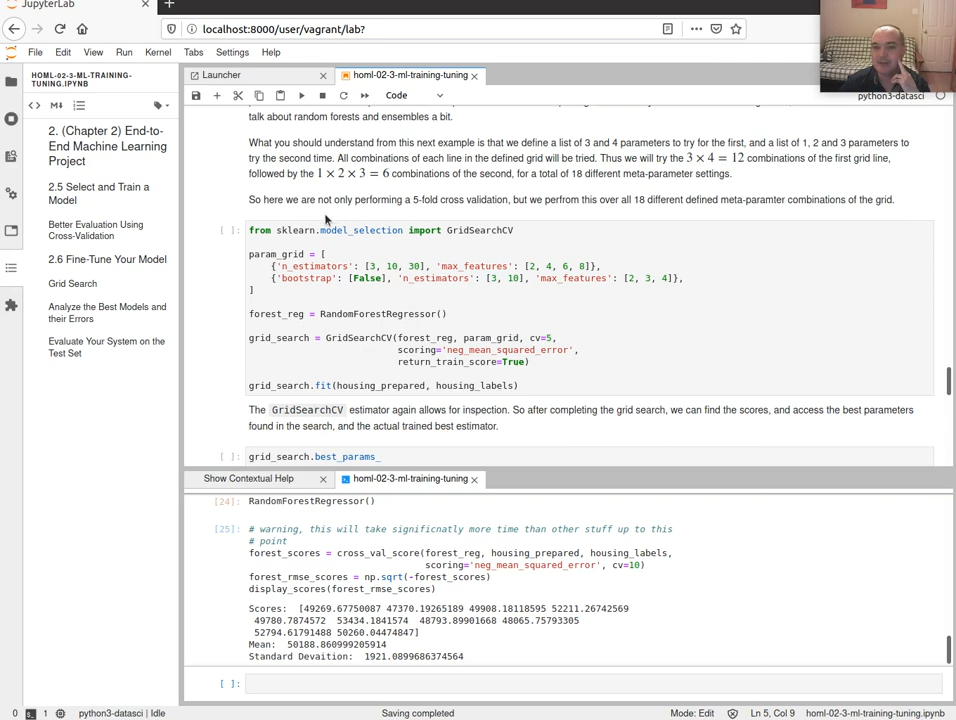 JupyterLab
localhost:8000/user/vagrant/lab?
File Edit View Run Kernel Tabs Settings Help
HOML-02-3-ML-TRAINING-
TUNING.IPYNB
2. (Chapter 2) End-to-
End Machine Learning
Project
2.5 Select and Train a
Model
Better Evaluation Using
Cross-Validation
2.6 Fine-Tune Your Model
Grid Search
Analyze the Best Models and
their Errors
Evaluate Your System on the
Test Set
Launcher
homl-02-3-ml-training-tuning
Code
python3-datasci
talk about random forests and ensembles a bit.
What you should understand from this next example is that we define a list of 3 and 4 parameters to try for the first, and a list of 1, 2 and 3 parameters to
try the second time. All combinations of each line in the defined grid will be tried. Thus we will try the 3 × 4 = 12 combinations of the first grid line,
followed by the 1 × 2 × 3 = 6 combinations of the second, for a total of 18 different meta-parameter settings.
So here we are not only performing a 5-fold cross validation, but we perfrom this over all 18 different defined meta-paramter combinations of the grid.
[ ]: from sklearn.model_selection import GridSearchCV
param_grid = [
{'n_estimators': [3, 10, 30], 'max_features': [2, 4, 6, 8]},
{'bootstrap': [False], 'n_estimators': [3, 10], 'max_features': [2, 3, 4]},
]
forest_reg = RandomForestRegressor()
grid_search = GridSearchCV(forest_reg, param_grid, cv=5,
scoring='neg_mean_squared_error',
return_train_score=True)
grid_search.fit(housing_prepared, housing_labels)
The GridSearchCV estimator again allows for inspection. So after completing the grid search, we can find the scores, and access the best parameters
found in the search, and the actual trained best estimator.
[ ]: grid_search.best_params_
Show Contextual Help
homl-02-3-ml-training-tuning
[24]: RandomForestRegressor()
[25]: # warning, this will take significnatly more time than other stuff up to this
# point
forest_scores = cross_val_score(forest_reg, housing_prepared, housing_labels,
scoring='neg_mean_squared_error', cv=10)
forest_rmse_scores = np.sqrt(-forest_scores)
display_scores(forest_rmse_scores)
Scores: [49269.67750087 47370.19265189 49908.18118595 52211.26742569
49780.7874572 53434.1841574 48793.89901668 48065.75793305
52794.61791488 50260.04474847]
Mean: 50188.860999205914
Standard Devaition: 1921.0899686374564
[ ]:
0 1 python3-datasci | Idle
Saving completed
Mode: Edit
Ln 5, Col 9
homl-02-3-ml-training-tuning.ipynb